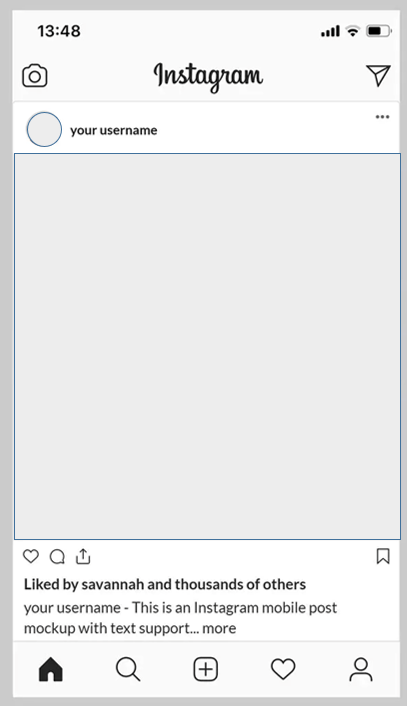 13:48
Instagram
your username
Liked by savannah and thousands of others
your username - This is an Instagram mobile post
mockup with text support... more